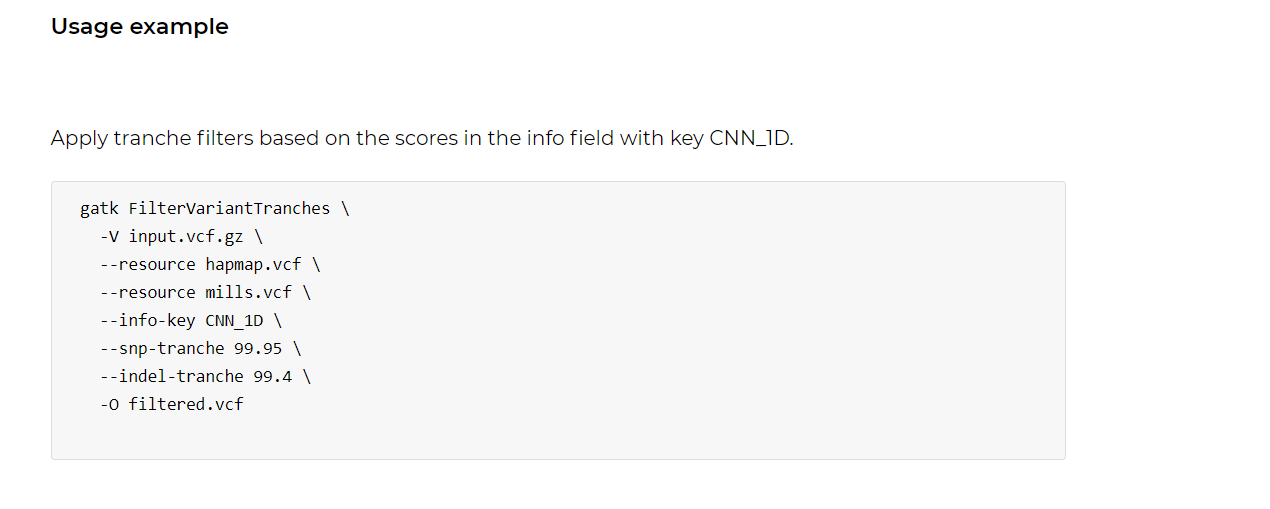 Usage example
Apply tranche filters based on the scores in the info field with key CNN_1D.
gatk FilterVariantTranches \
-V input.vcf.gz \
--resource hapmap.vcf \
--resource mills.vcf \
--info-key CNN_1D \
--snp-tranche 99.95 \
--indel-tranche 99.4 \
-O filtered.vcf